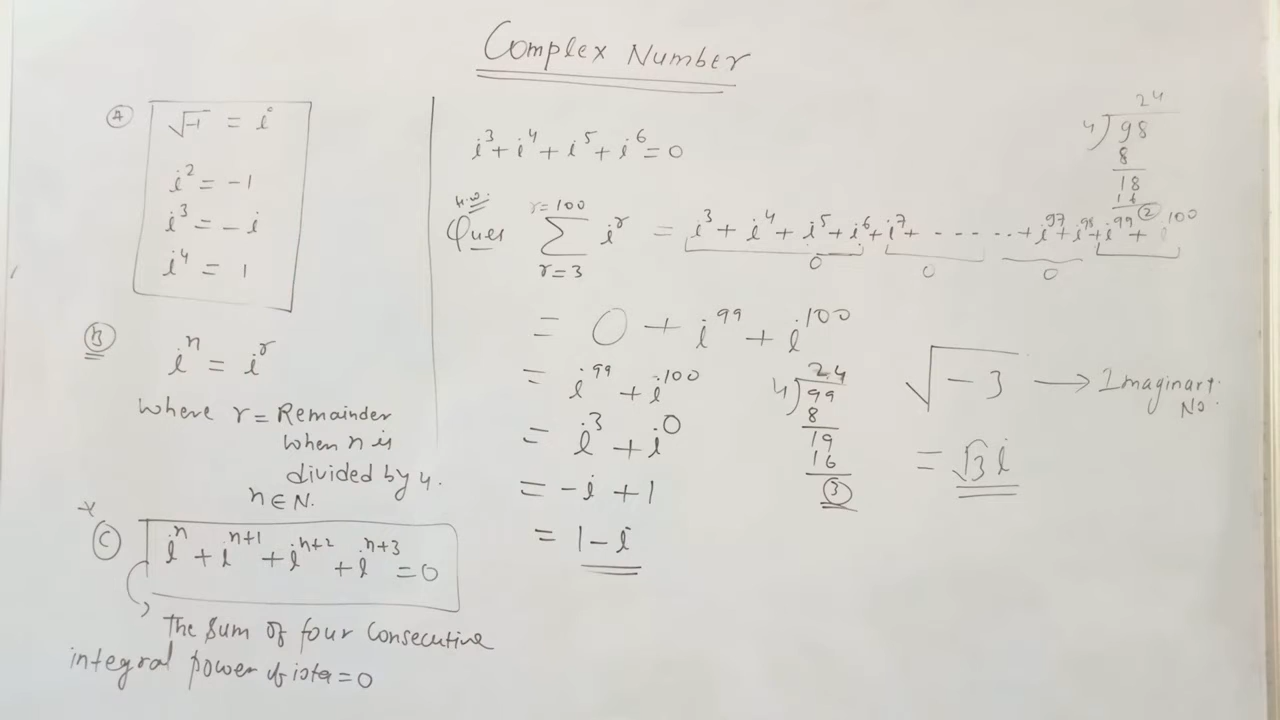 Complex Number
A
√-1 = i
i² = -1
i³ = -i
i⁴ = 1
B
iⁿ = iʳ
where r = Remainder
when n is
divided by 4.
n ∈ N.
*
C
iⁿ + iⁿ⁺¹ + iⁿ⁺² + iⁿ⁺³ = 0
The sum of four consecutive
integral power of iota = 0
i³ + i⁴ + i⁵ + i⁶ = 0
H.W.
Ques
r=100
∑ iʳ = i³ + i⁴ + i⁵ + i⁶ + i⁷ + ------ + i⁹⁷ + i⁹⁸ + i⁹⁹ + i¹⁰⁰
r=3
0 0 0
= 0 + i⁹⁹ + i¹⁰⁰
= i⁹⁹ + i¹⁰⁰
= i³ + i⁰
= -i + 1
= 1 - i
24
4)99
8
19
16
3
24
4)98
8
18
16
2
√-3 → Imaginart.
No.
= √3 i